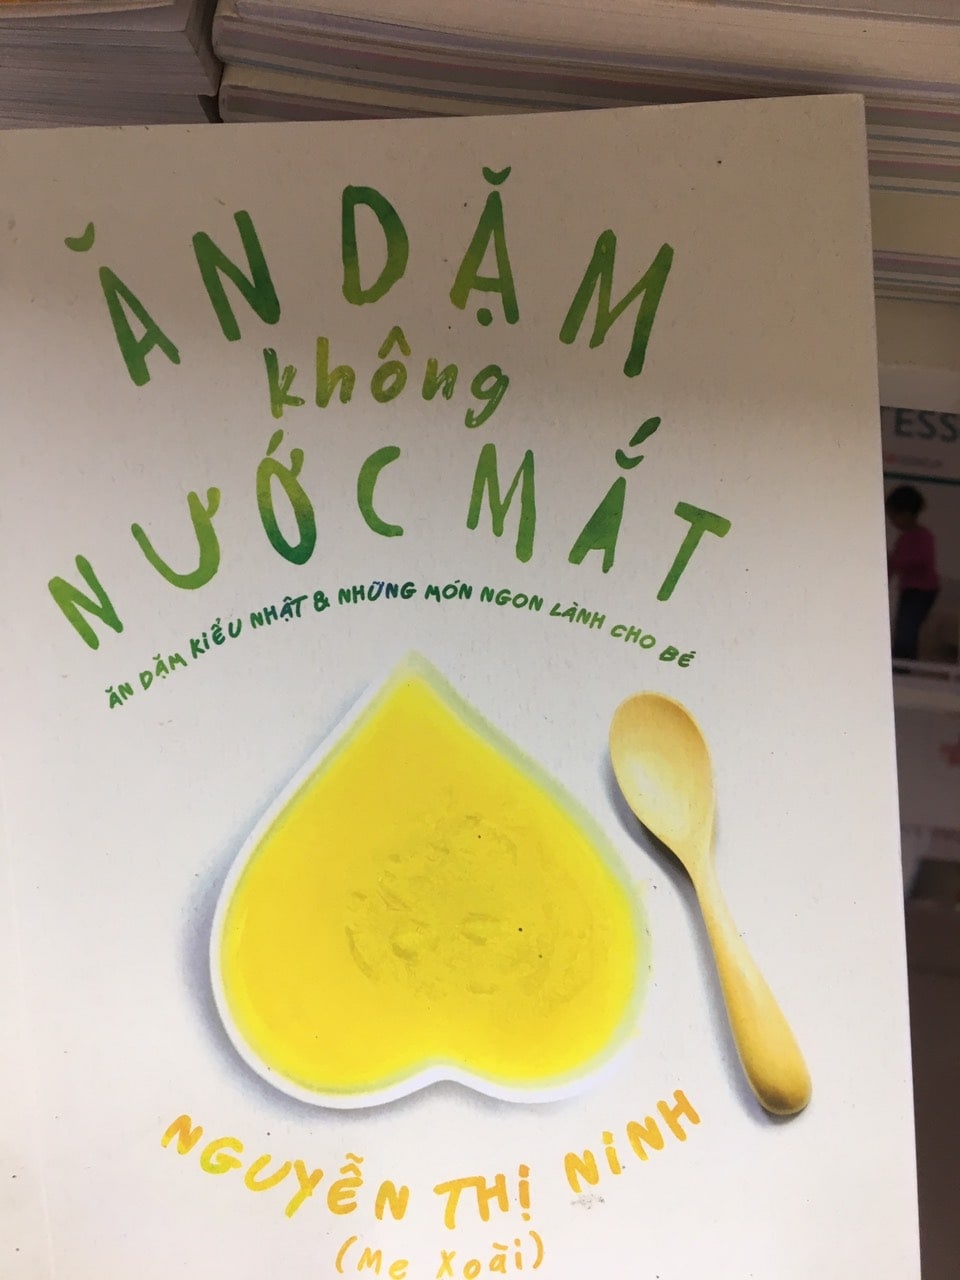 ĂN DẶM
không
NƯỚC MẮT
ĂN DẶM KIỂU NHẬT & NHỮNG MÓN NGON LÀNH CHO BÉ
NGUYỄN THỊ NINH
(Mẹ Xoài)
ESS